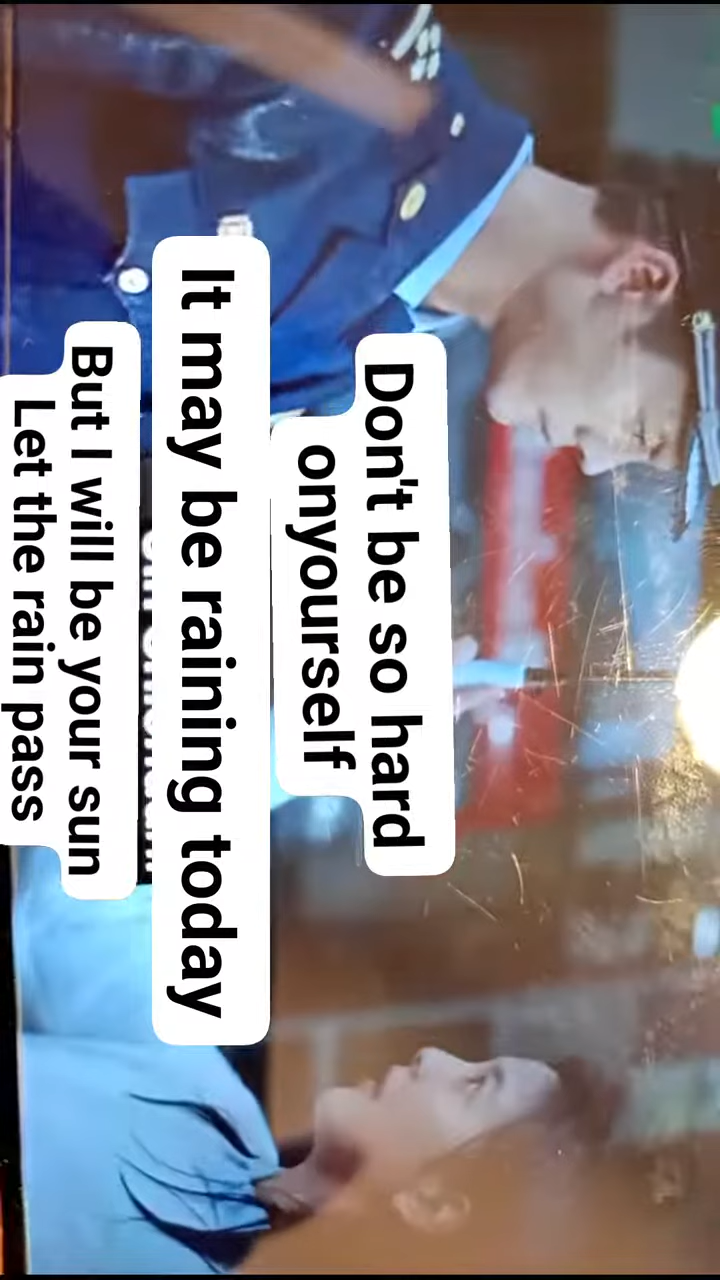 Don't be so hard
onyourself
It may be raining today
But I will be your sun
Let the rain pass